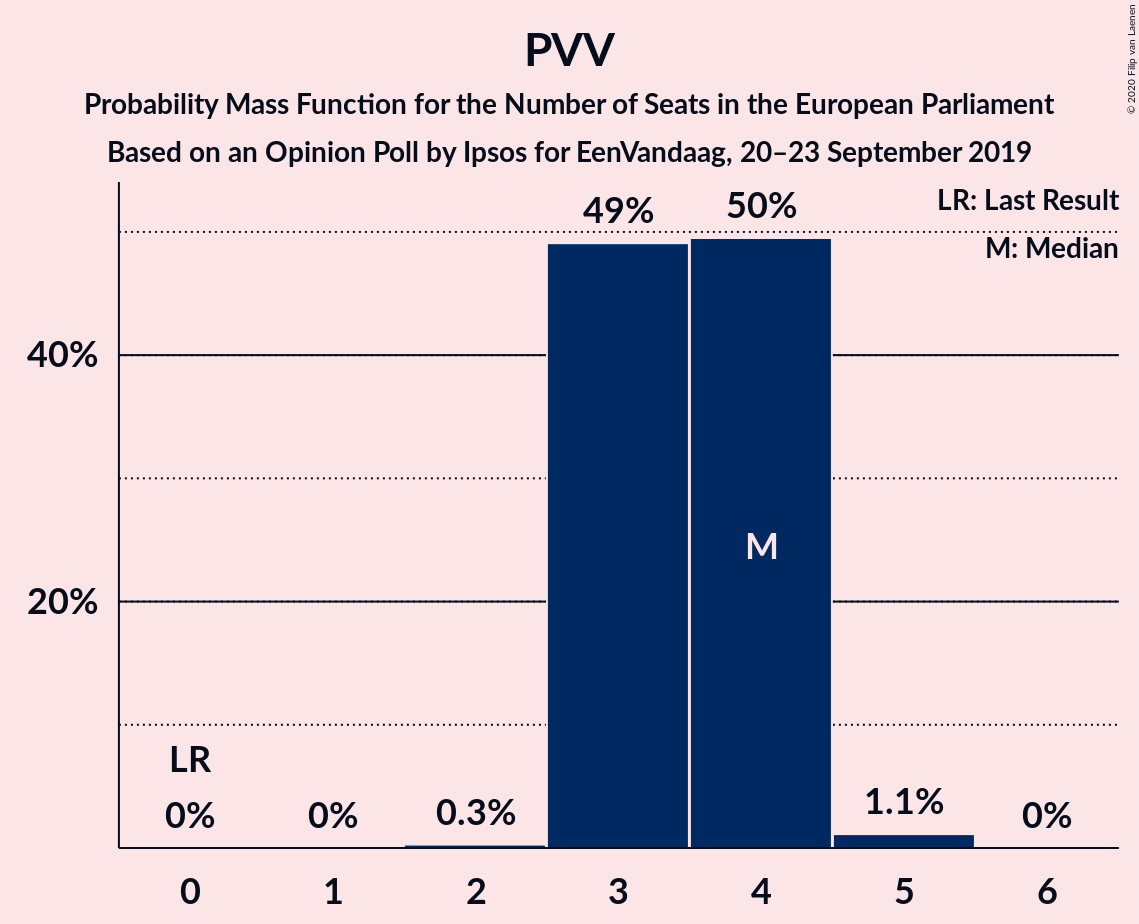 PVV
Probability Mass Function for the Number of Seats in the European Parliament
Based on an Opinion Poll by Ipsos for EenVandaag, 20–23 September 2019
© 2020 Filip van Laenen
LR: Last Result
M: Median
49%
50%
40%
20%
M
LR
0%
0%
0.3%
1.1%
0%
0
1
2
3
4
5
6